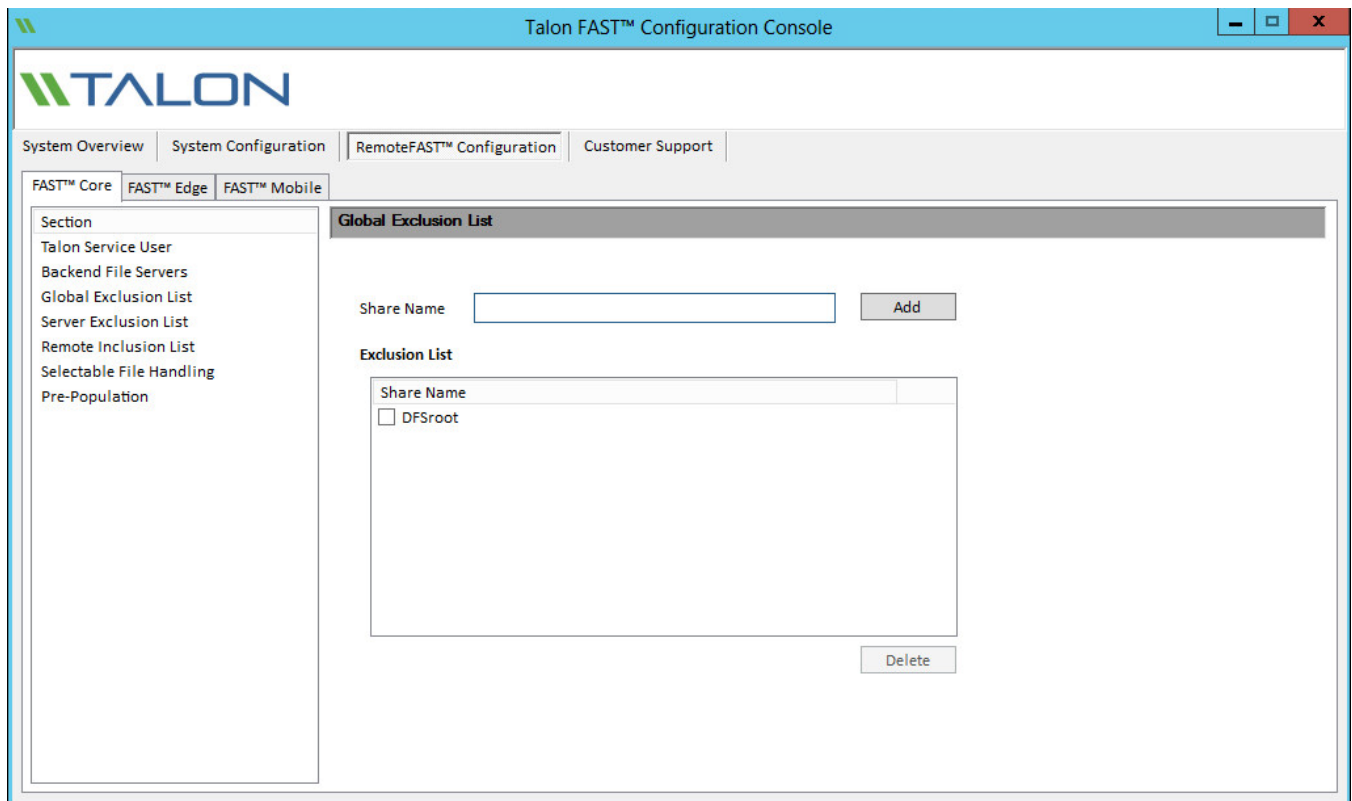 Talon FAST™ Configuration Console
TALON
System Overview System Configuration RemoteFAST™ Configuration Customer Support
FAST™ Core FAST™ Edge FAST™ Mobile
Section
Talon Service User
Backend File Servers
Global Exclusion List
Server Exclusion List
Remote Inclusion List
Selectable File Handling
Pre-Population
Global Exclusion List
Share Name Add
Exclusion List
Share Name
DFSroot
Delete